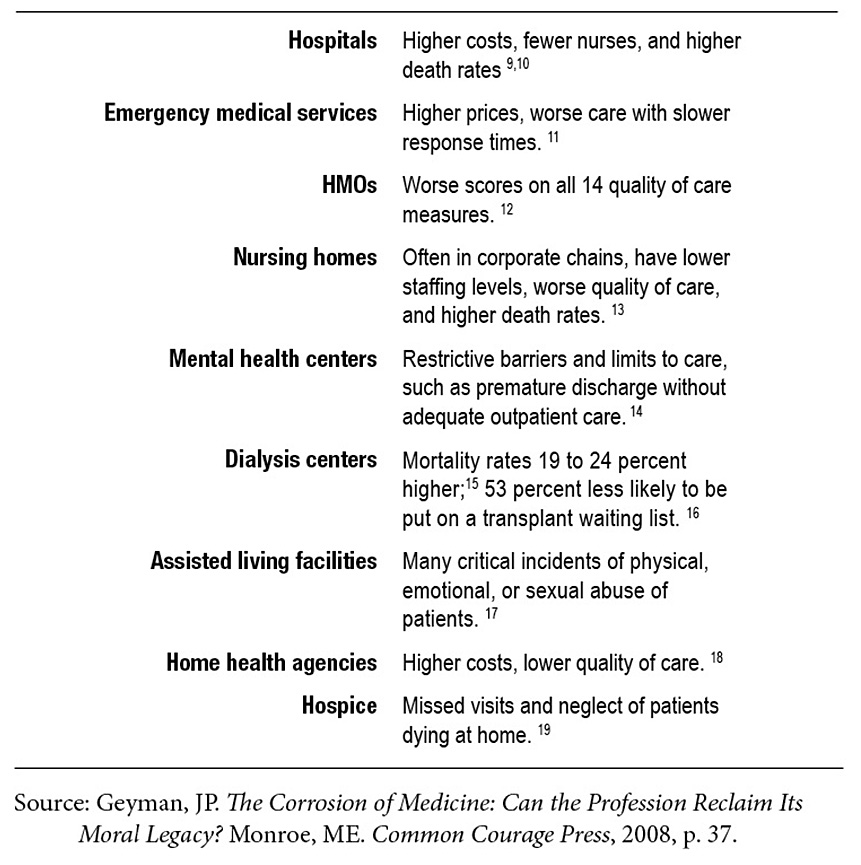 Hospitals Higher costs, fewer nurses, and higher
death rates 9,10
Emergency medical services Higher prices, worse care with slower
response times. 11
HMOs Worse scores on all 14 quality of care
measures. 12
Nursing homes Often in corporate chains, have lower
staffing levels, worse quality of care,
and higher death rates. 13
Mental health centers Restrictive barriers and limits to care,
such as premature discharge without
adequate outpatient care. 14
Dialysis centers Mortality rates 19 to 24 percent
higher;15 53 percent less likely to be
put on a transplant waiting list. 16
Assisted living facilities Many critical incidents of physical,
emotional, or sexual abuse of
patients. 17
Home health agencies Higher costs, lower quality of care. 18
Hospice Missed visits and neglect of patients
dying at home. 19
Source: Geyman, JP. The Corrosion of Medicine: Can the Profession Reclaim Its
Moral Legacy? Monroe, ME. Common Courage Press, 2008, p. 37.